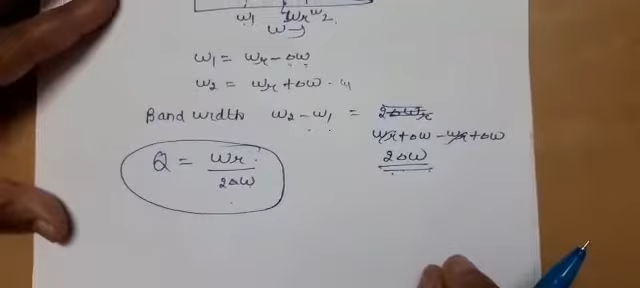 ω₁ ωr ω₂
ω→
ω₁ = ωr - Δω
ω₂ = ωr + Δω
Band width ω₂ - ω₁ = 2Δωr
ωr + Δω - ωr + Δω
2Δω
Q = ωr / 2Δω